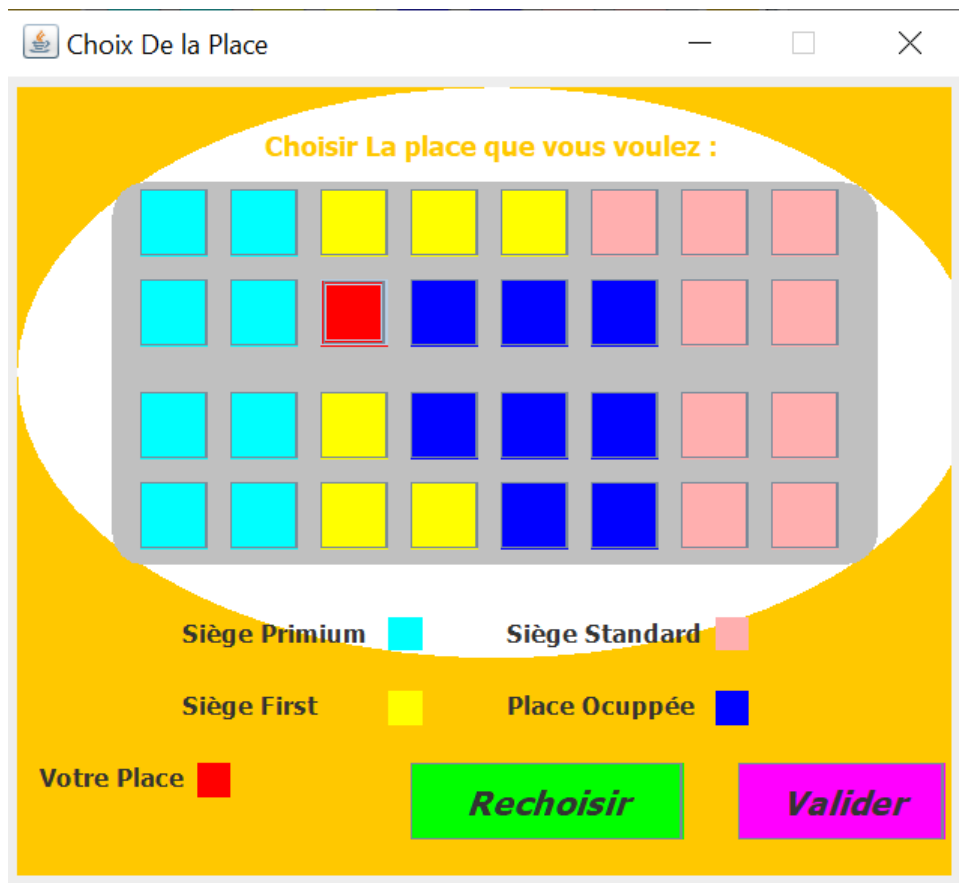 Choix De la Place
Choisir La place que vous voulez :
Siège Primium
Siège Standard
Siège First
Place Ocuppée
Votre Place
Rechoisir
Valider